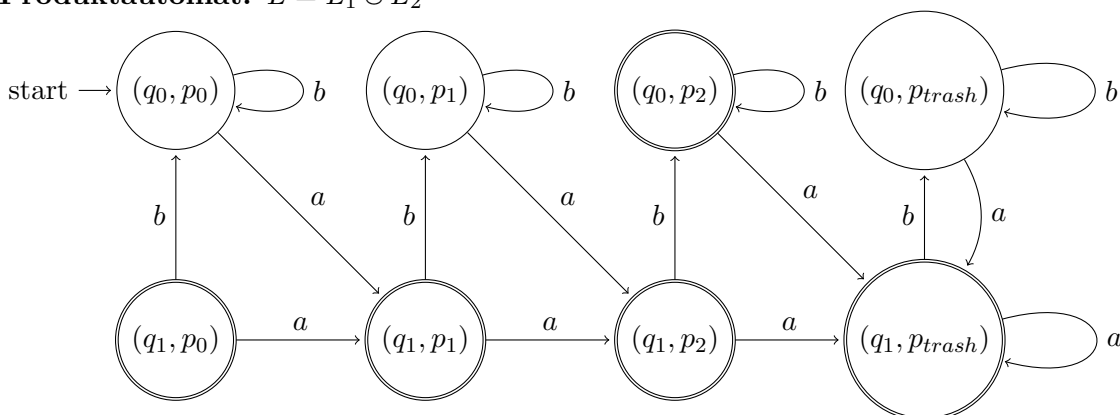 Produktautomat: L = L₁ ∪ L₂
start (q₀, p₀) b (q₀, p₁) b (q₀, p₂) b (q₀, p_trash) b
b a b a b a b a
(q₁, p₀) a (q₁, p₁) a (q₁, p₂) a (q₁, p_trash) a